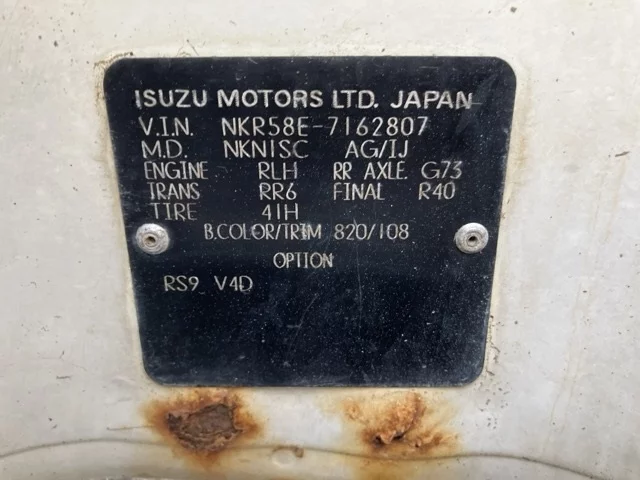 ISUZU MOTORS LTD. JAPAN
V.I.N. NKR58E-7162807
M.D. NKN1SC AG/IJ
ENGINE RLH RR AXLE. G73
TRANS RR6 FINAL R40
TIRE 41H
B.COLOR/TRIM 820/108
OPTION
RS9 V4D